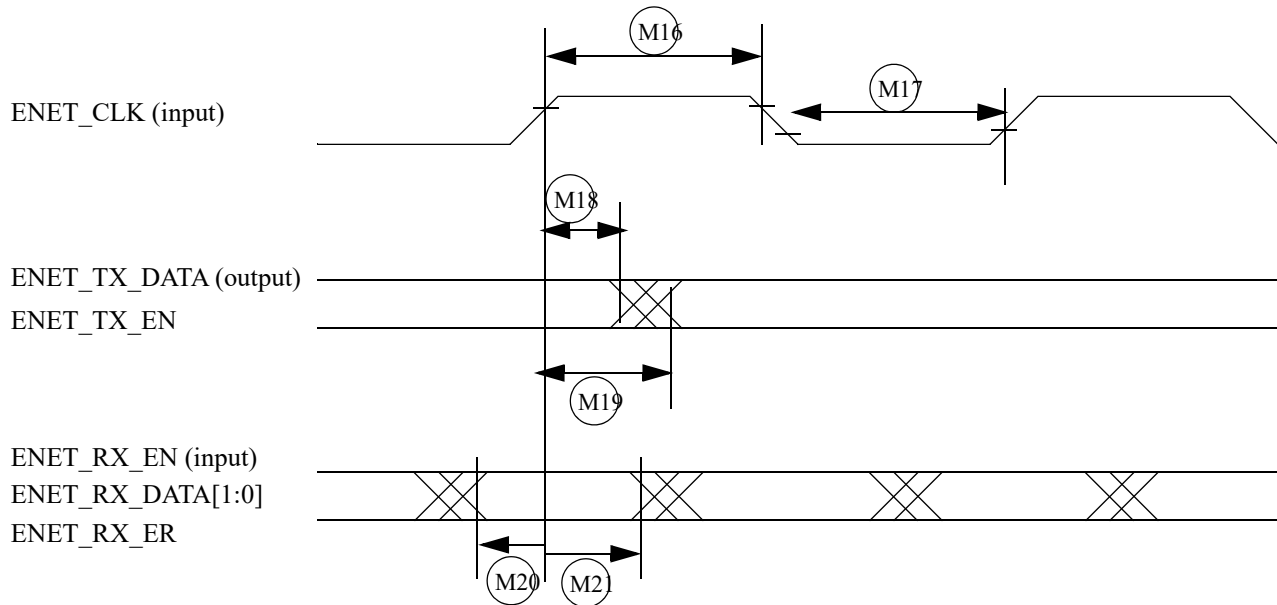 M16
M17
ENET_CLK (input)
M18
ENET_TX_DATA (output)
ENET_TX_EN
M19
ENET_RX_EN (input)
ENET_RX_DATA[1:0]
ENET_RX_ER
M20
M21